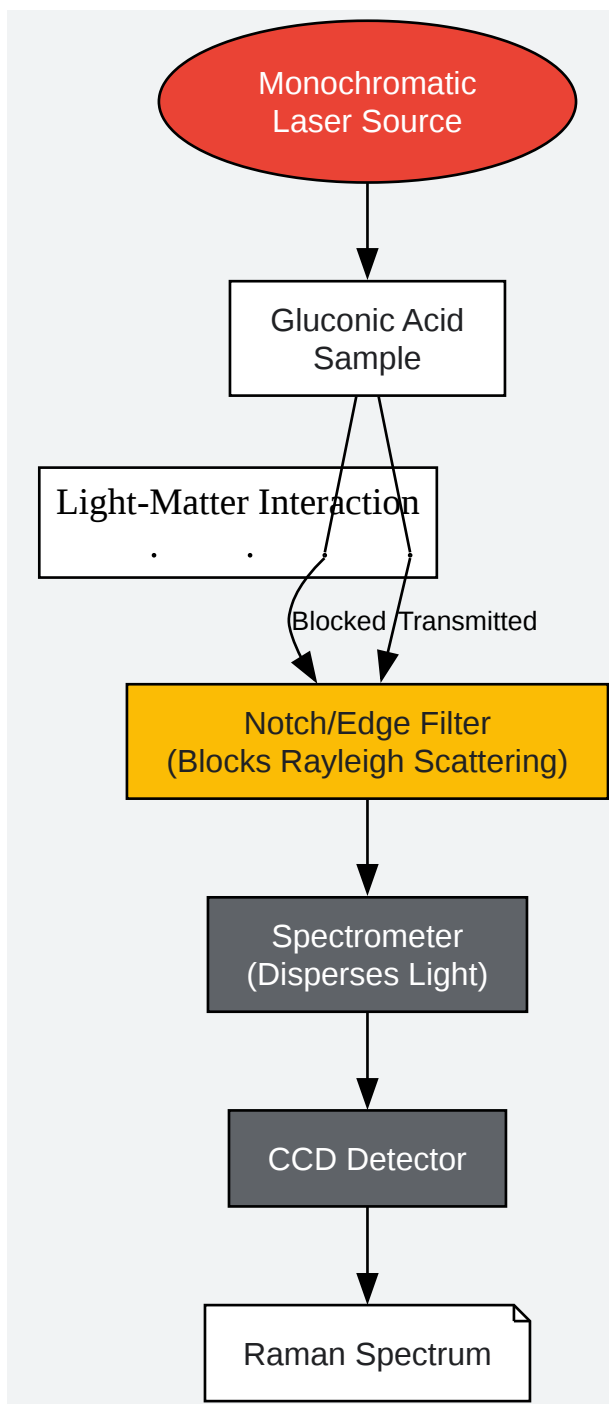 Monochromatic
Laser Source
Gluconic Acid
Sample
Light-Matter Interaction
Blocked
Transmitted
Notch/Edge Filter
(Blocks Rayleigh Scattering)
Spectrometer
(Disperses Light)
CCD Detector
Raman Spectrum